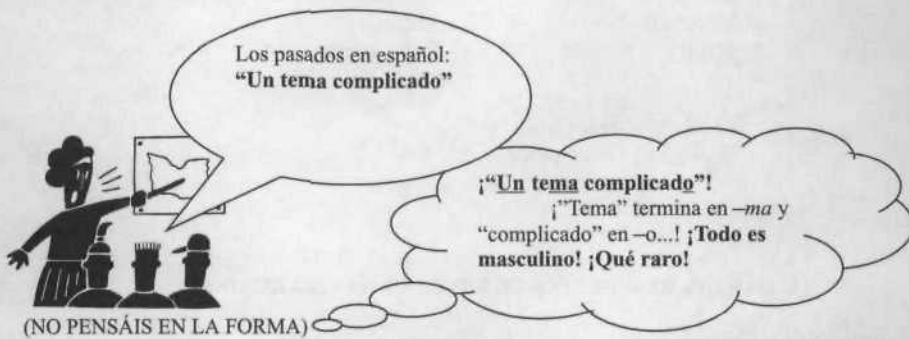 Los pasados en español:
“Un tema complicado”
¡“Un tema complicado”!
¡”Tema” termina en –ma y
“complicado” en –o...! ¡Todo es
masculino! ¡Qué raro!
(NO PENSÁIS EN LA FORMA)